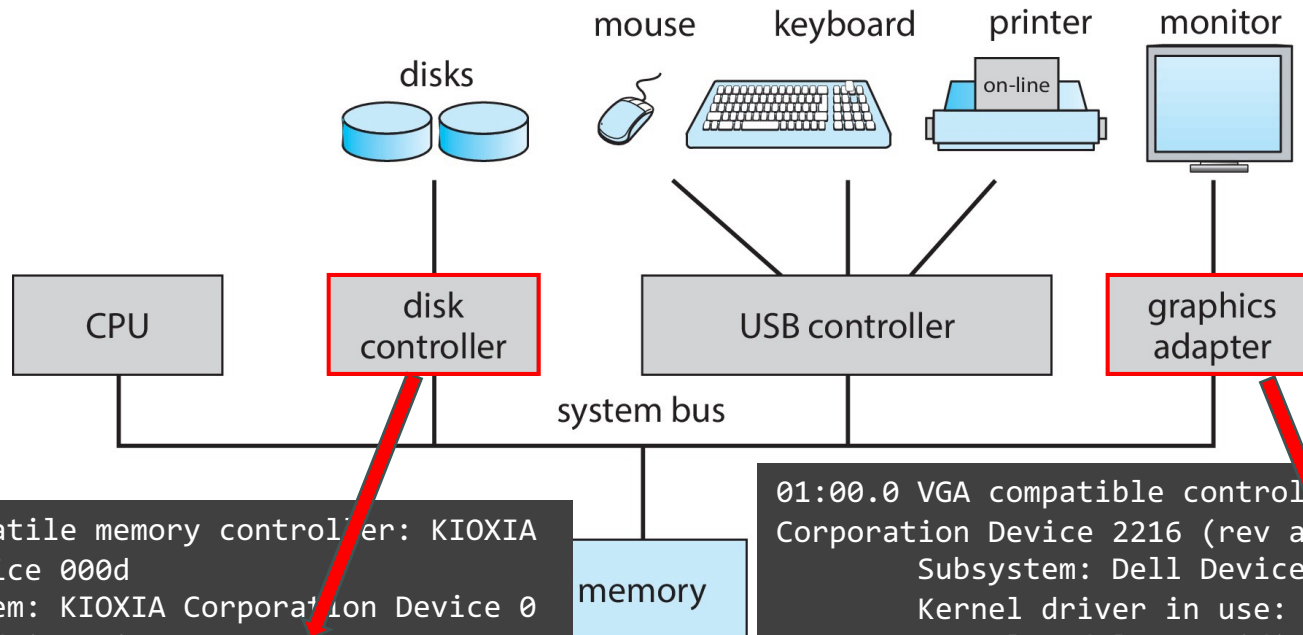 mouse
keyboard
printer
monitor
disks
on-line
CPU
disk
controller
USB controller
graphics
adapter
system bus
atile memory controller: KIOXIA
ice 000d
em: KIOXIA Corporation Device 0
memory
01:00.0 VGA compatible control
Corporation Device 2216 (rev a
Subsystem: Dell Device
Kernel driver in use: